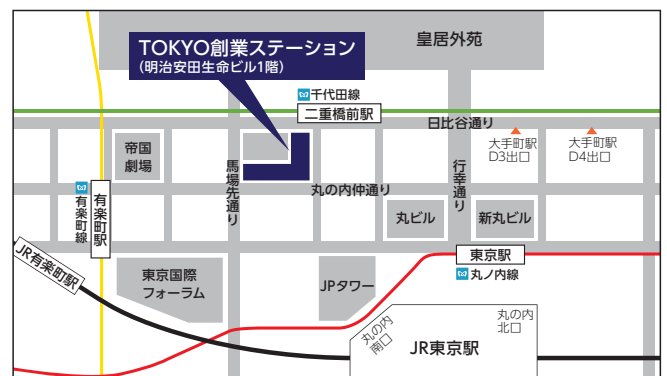 皇居外苑
TOKYO創業ステーション
(明治安田生命ビル1階)
千代田線
二重橋前駅
日比谷通り
帝国
劇場
大手町駅
D3出口
大手町駅
D4出口
馬場先通り
行幸通り
丸の内仲通り
有楽町線
有楽町駅
丸ビル
新丸ビル
JR有楽町駅
東京駅
丸ノ内線
東京国際
フォーラム
JPタワー
丸の内
南口
丸の内
北口
JR東京駅